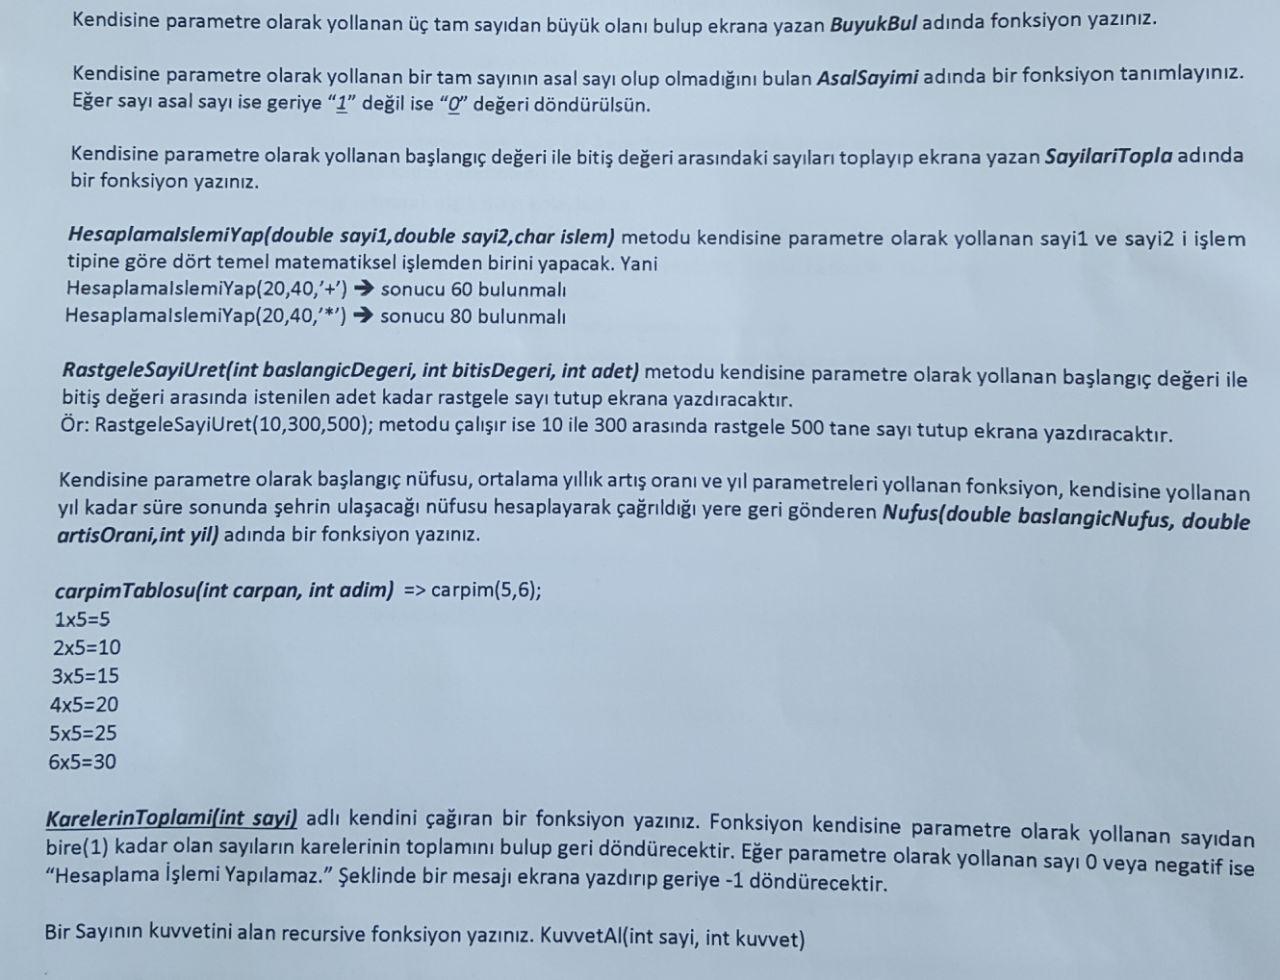 Kendisine parametre olarak yollanan üç tam sayıdan büyük olanı bulup ekrana yazan BuyukBul adında fonksiyon yazınız.
Kendisine parametre olarak yollanan bir tam sayının asal sayı olup olmadığını bulan AsalSayimi adında bir fonksiyon tanımlayınız.
Eğer sayı asal sayı ise geriye “1” değil ise “0” değeri döndürülsün.
Kendisine parametre olarak yollanan başlangıç değeri ile bitiş değeri arasındaki sayıları toplayıp ekrana yazan SayilariTopla adında
bir fonksiyon yazınız.
HesaplamaIslemiYap(double sayi1,double sayi2,char islem) metodu kendisine parametre olarak yollanan sayi1 ve sayi2 i işlem
tipine göre dört temel matematiksel işlemden birini yapacak. Yani
HesaplamaIslemiYap(20,40,’+’) ➔ sonucu 60 bulunmalı
HesaplamaIslemiYap(20,40,’*’) ➔ sonucu 80 bulunmalı
RastgeleSayiUret(int baslangicDegeri, int bitisDegeri, int adet) metodu kendisine parametre olarak yollanan başlangıç değeri ile
bitiş değeri arasında istenilen adet kadar rastgele sayı tutup ekrana yazdıracaktır.
Ör: RastgeleSayiUret(10,300,500); metodu çalışır ise 10 ile 300 arasında rastgele 500 tane sayı tutup ekrana yazdıracaktır.
Kendisine parametre olarak başlangıç nüfusu, ortalama yıllık artış oranı ve yıl parametreleri yollanan fonksiyon, kendisine yollanan
yıl kadar süre sonunda şehrin ulaşacağı nüfusu hesaplayarak çağrıldığı yere geri gönderen Nufus(double baslangicNufus, double
artisOrani,int yil) adında bir fonksiyon yazınız.
carpimTablosu(int carpan, int adim) => carpim(5,6);
1x5=5
2x5=10
3x5=15
4x5=20
5x5=25
6x5=30
KarelerinToplami(int sayi) adlı kendini çağıran bir fonksiyon yazınız. Fonksiyon kendisine parametre olarak yollanan sayıdan
bire(1) kadar olan sayıların karelerinin toplamını bulup geri döndürecektir. Eğer parametre olarak yollanan sayı 0 veya negatif ise
“Hesaplama İşlemi Yapılamaz.” Şeklinde bir mesajı ekrana yazdırıp geriye -1 döndürecektir.
Bir Sayının kuvvetini alan recursive fonksiyon yazınız. KuvvetAl(int sayi, int kuvvet)